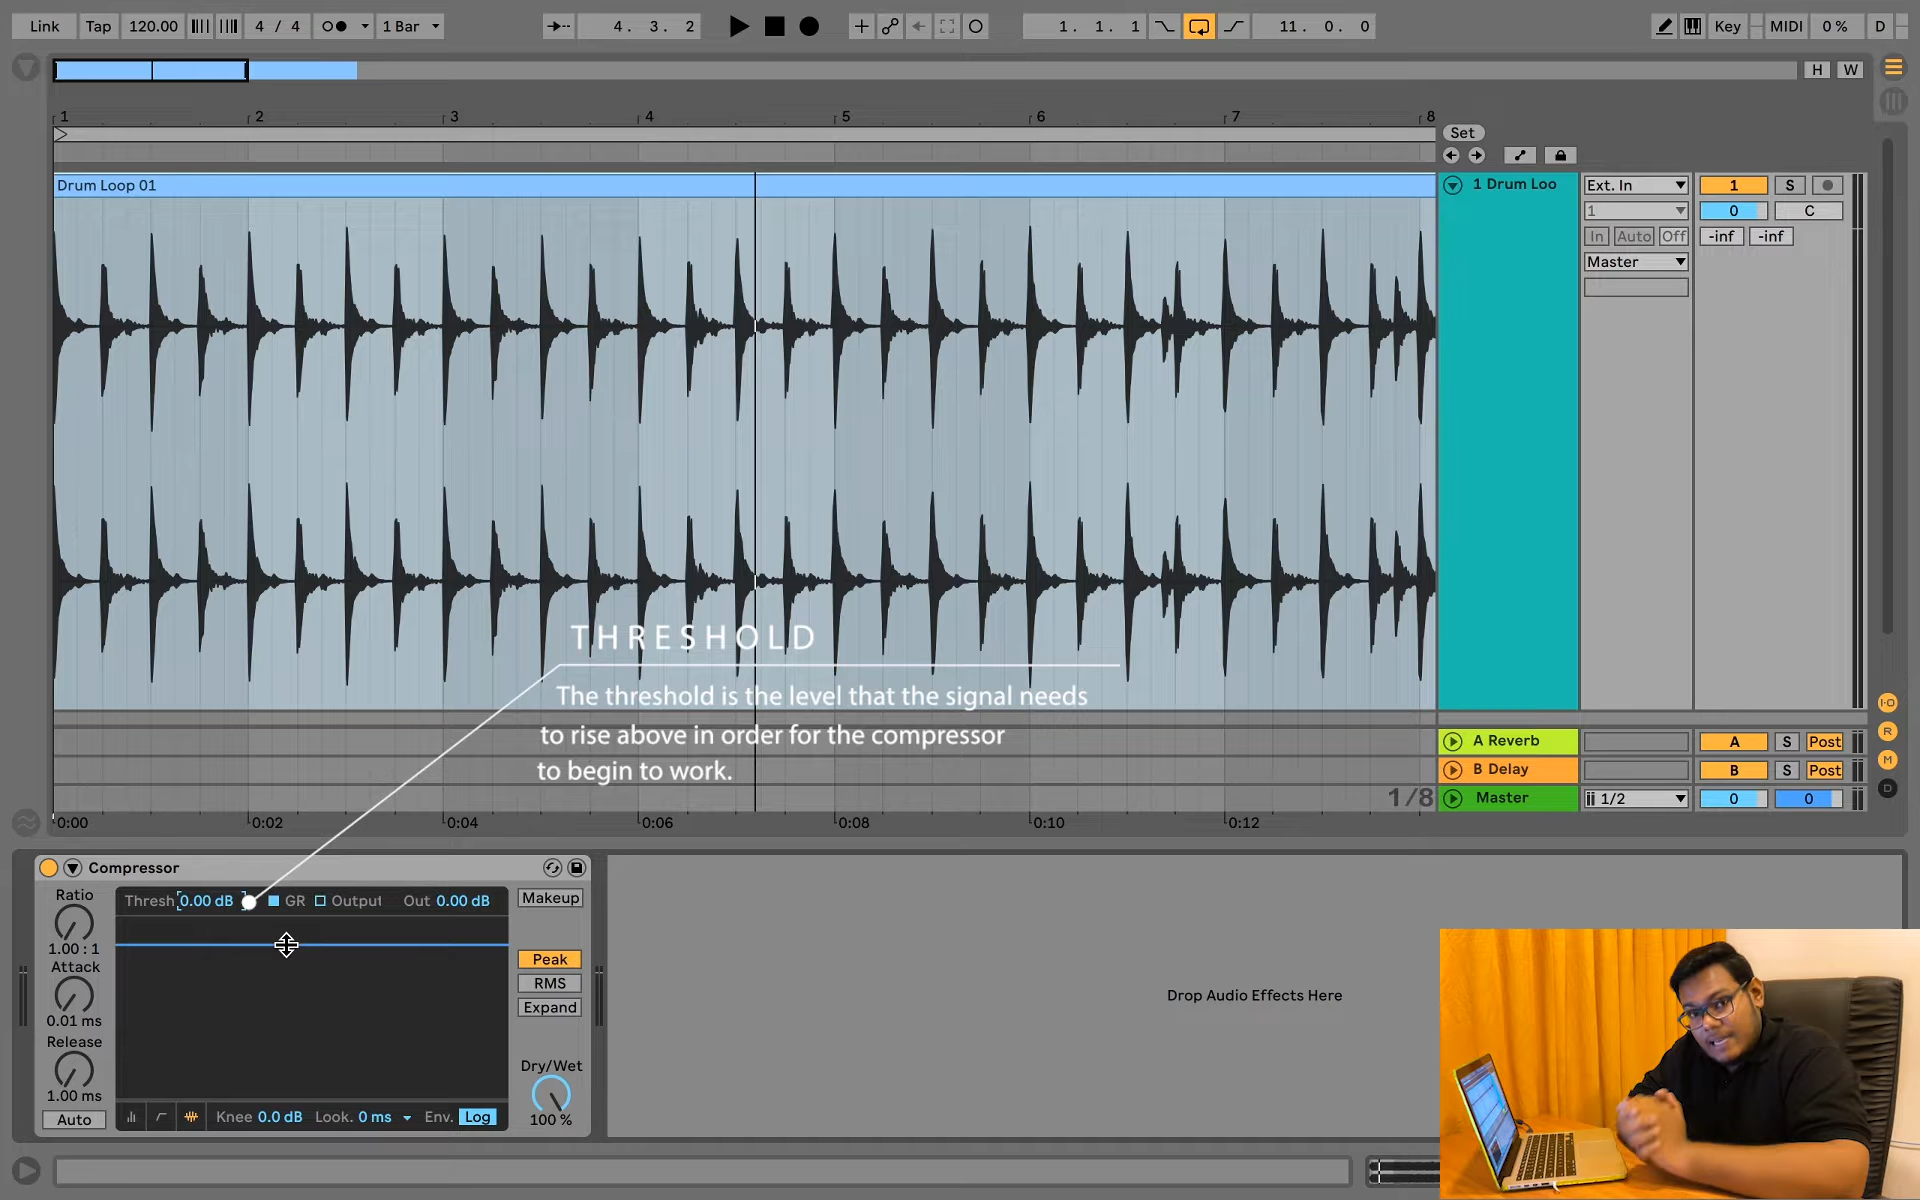 Link Tap 120.00 4 / 4 1 Bar 4. 3. 2 1. 1. 1 11. 0. 0 Key MIDI 0 % D
H W
1 2 3 4 5 6 7 8
Set
Drum Loop 01
1 Drum Loo Ext. In 1 S
1 0 C
In Auto Off -inf -inf
Master
THRESHOLD
The threshold is the level that the signal needs
to rise above in order for the compressor
to begin to work.
A Reverb A S Post
B Delay B S Post
1/8 Master 1/2 0 0
I·O
R
M
D
0:00 0:02 0:04 0:06 0:08 0:10 0:12
Compressor
Ratio
1.00 : 1
Attack
0.01 ms
Release
1.00 ms
Auto
Thresh 0.00 dB GR Output Out 0.00 dB
Knee 0.0 dB Look. 0 ms Env. Log
Makeup
Peak
RMS
Expand
Dry/Wet
100 %
Drop Audio Effects Here